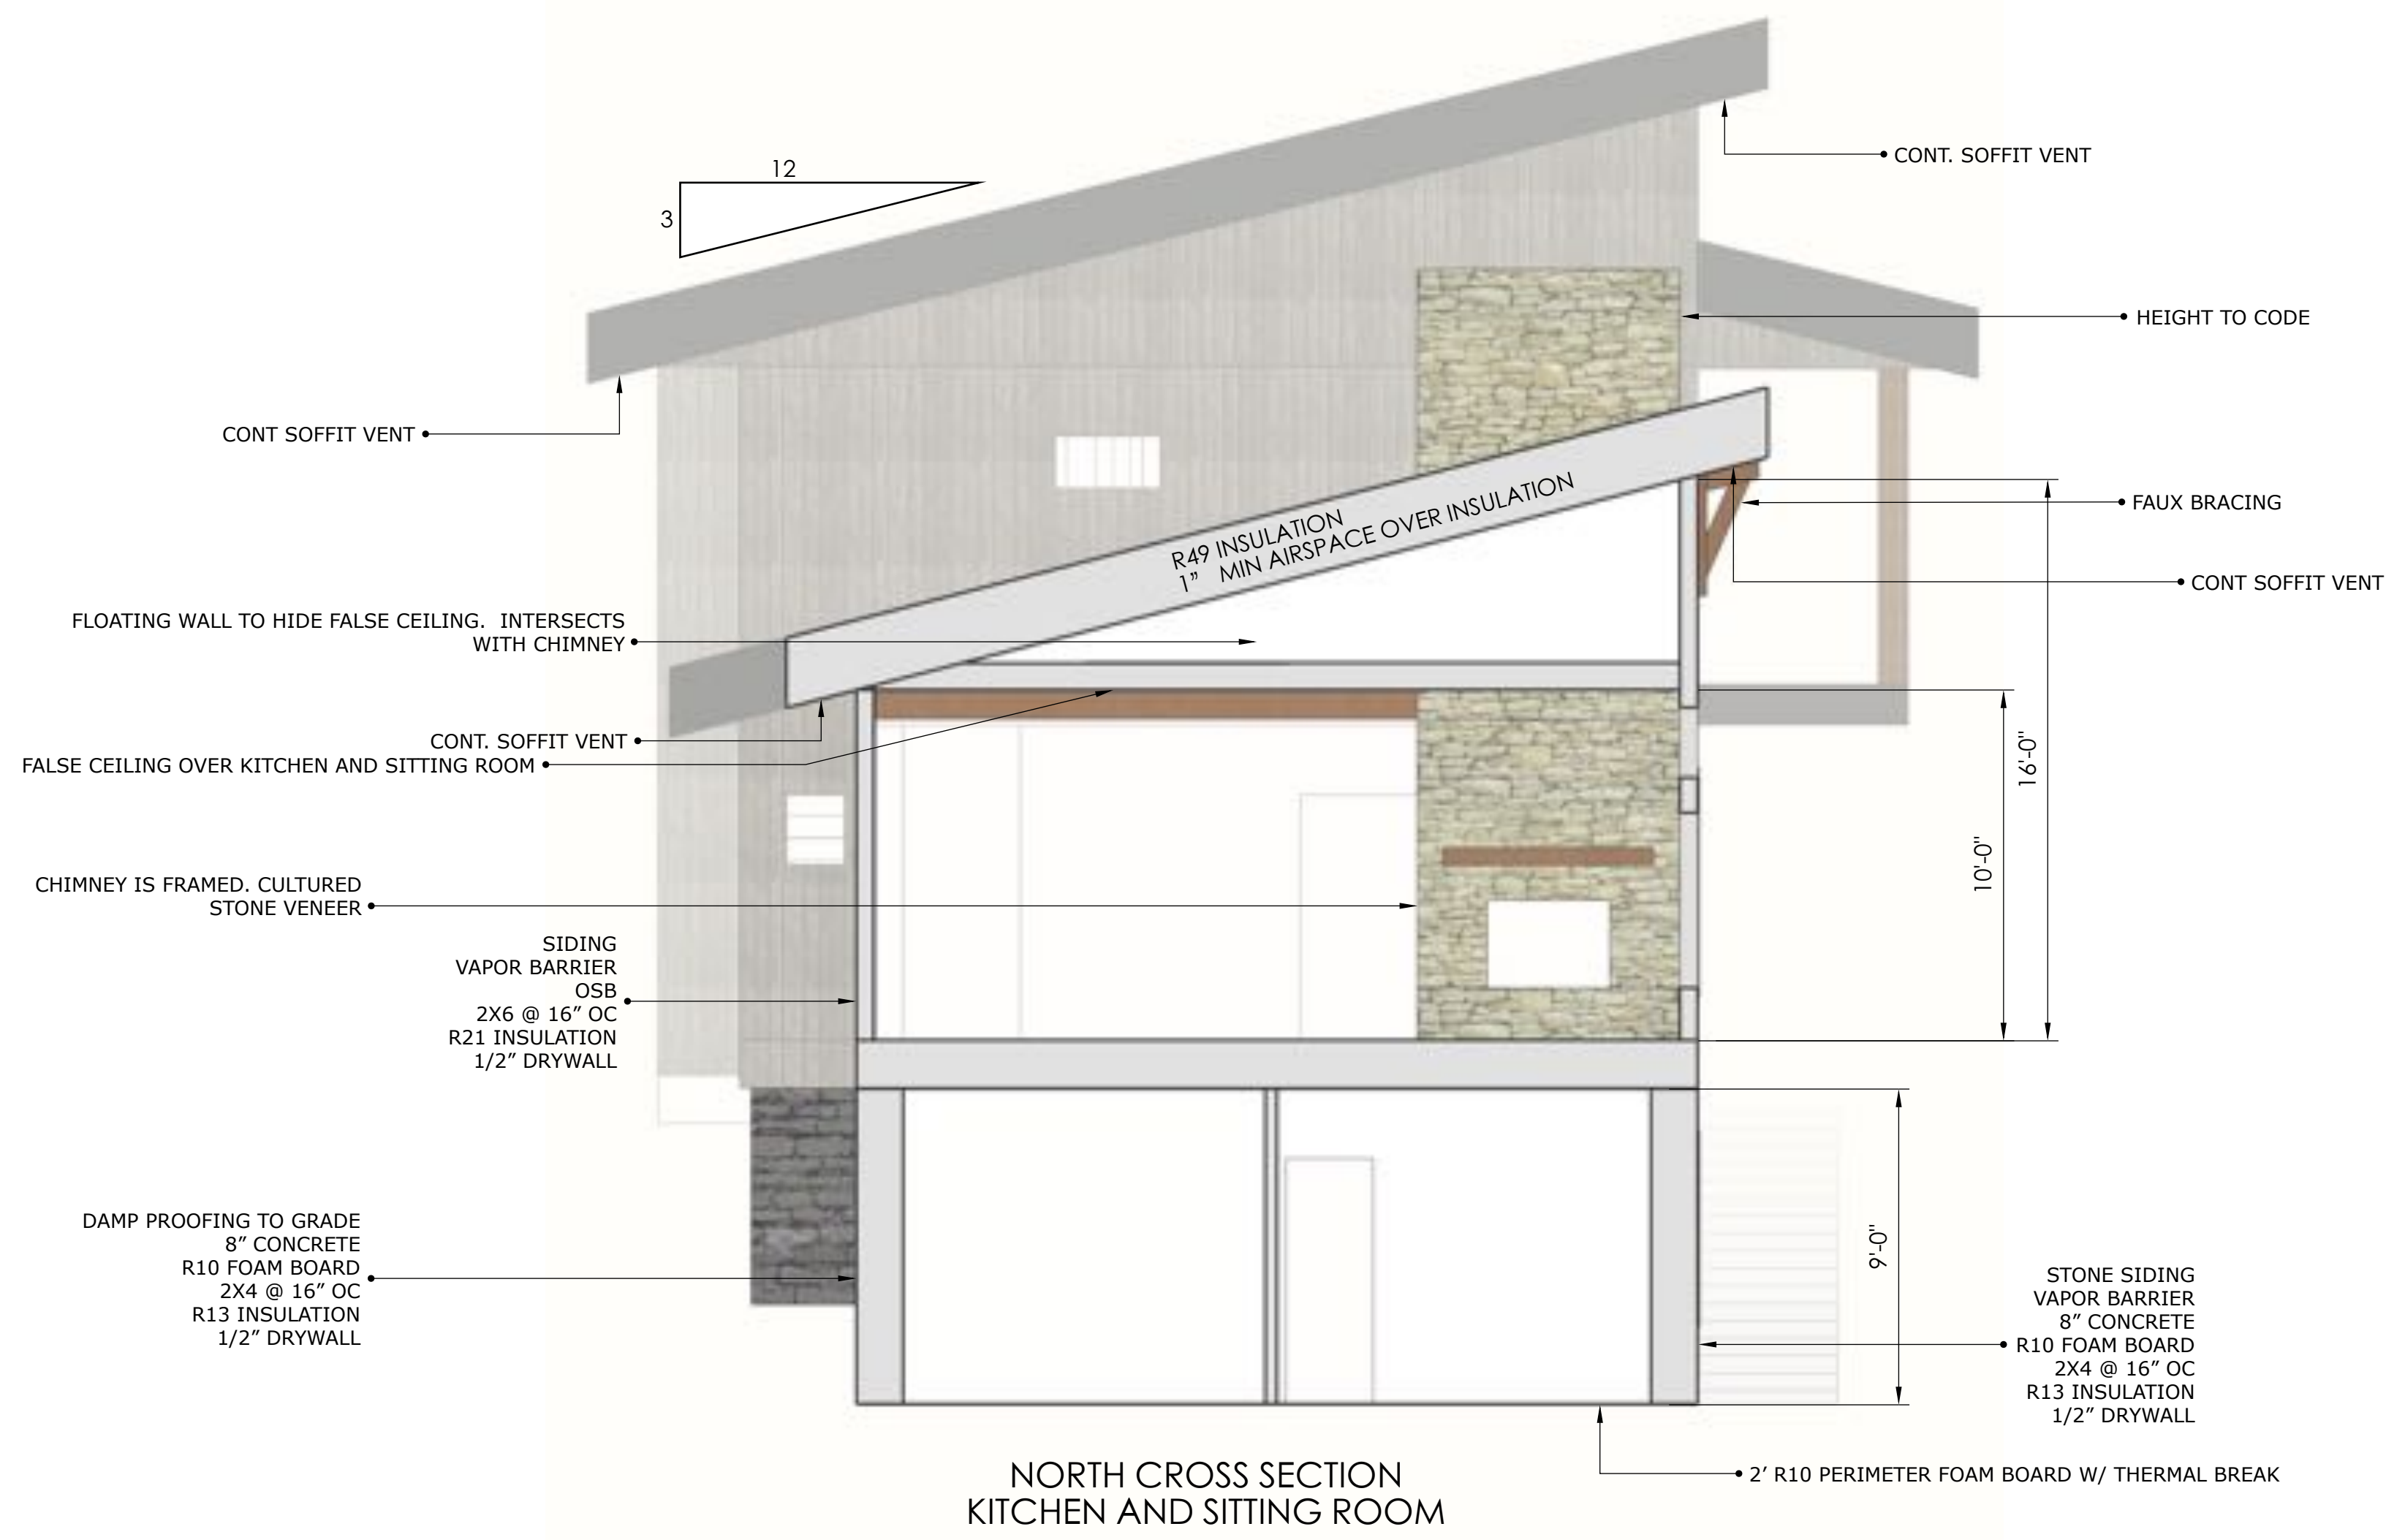 CONT. SOFFIT VENT
12
3
HEIGHT TO CODE
CONT SOFFIT VENT
R49 INSULATION
1” MIN AIRSPACE OVER INSULATION
FAUX BRACING
CONT SOFFIT VENT
FLOATING WALL TO HIDE FALSE CEILING. INTERSECTS
WITH CHIMNEY
CONT. SOFFIT VENT
FALSE CEILING OVER KITCHEN AND SITTING ROOM
16'-0"
10'-0"
CHIMNEY IS FRAMED. CULTURED
STONE VENEER
SIDING
VAPOR BARRIER
OSB
2X6 @ 16” OC
R21 INSULATION
1/2” DRYWALL
DAMP PROOFING TO GRADE
8” CONCRETE
R10 FOAM BOARD
2X4 @ 16” OC
R13 INSULATION
1/2” DRYWALL
9'-0"
STONE SIDING
VAPOR BARRIER
8” CONCRETE
R10 FOAM BOARD
2X4 @ 16” OC
R13 INSULATION
1/2” DRYWALL
2’ R10 PERIMETER FOAM BOARD W/ THERMAL BREAK
NORTH CROSS SECTION
KITCHEN AND SITTING ROOM